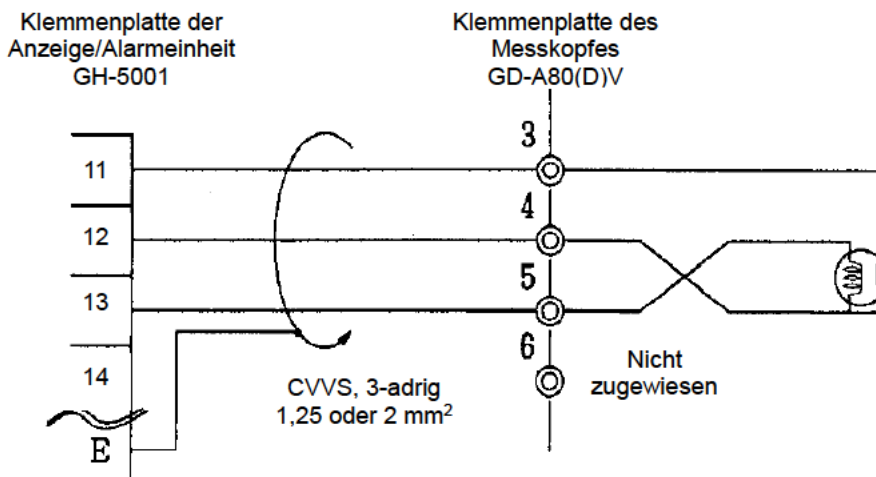 Klemmenplatte der
Anzeige/Alarmeinheit
GH-5001
Klemmenplatte des
Messkopfes
GD-A80(D)V
3
11
4
12
5
13
6
14
Nicht
zugewiesen
CVVS, 3-adrig
1,25 oder 2 mm²
E